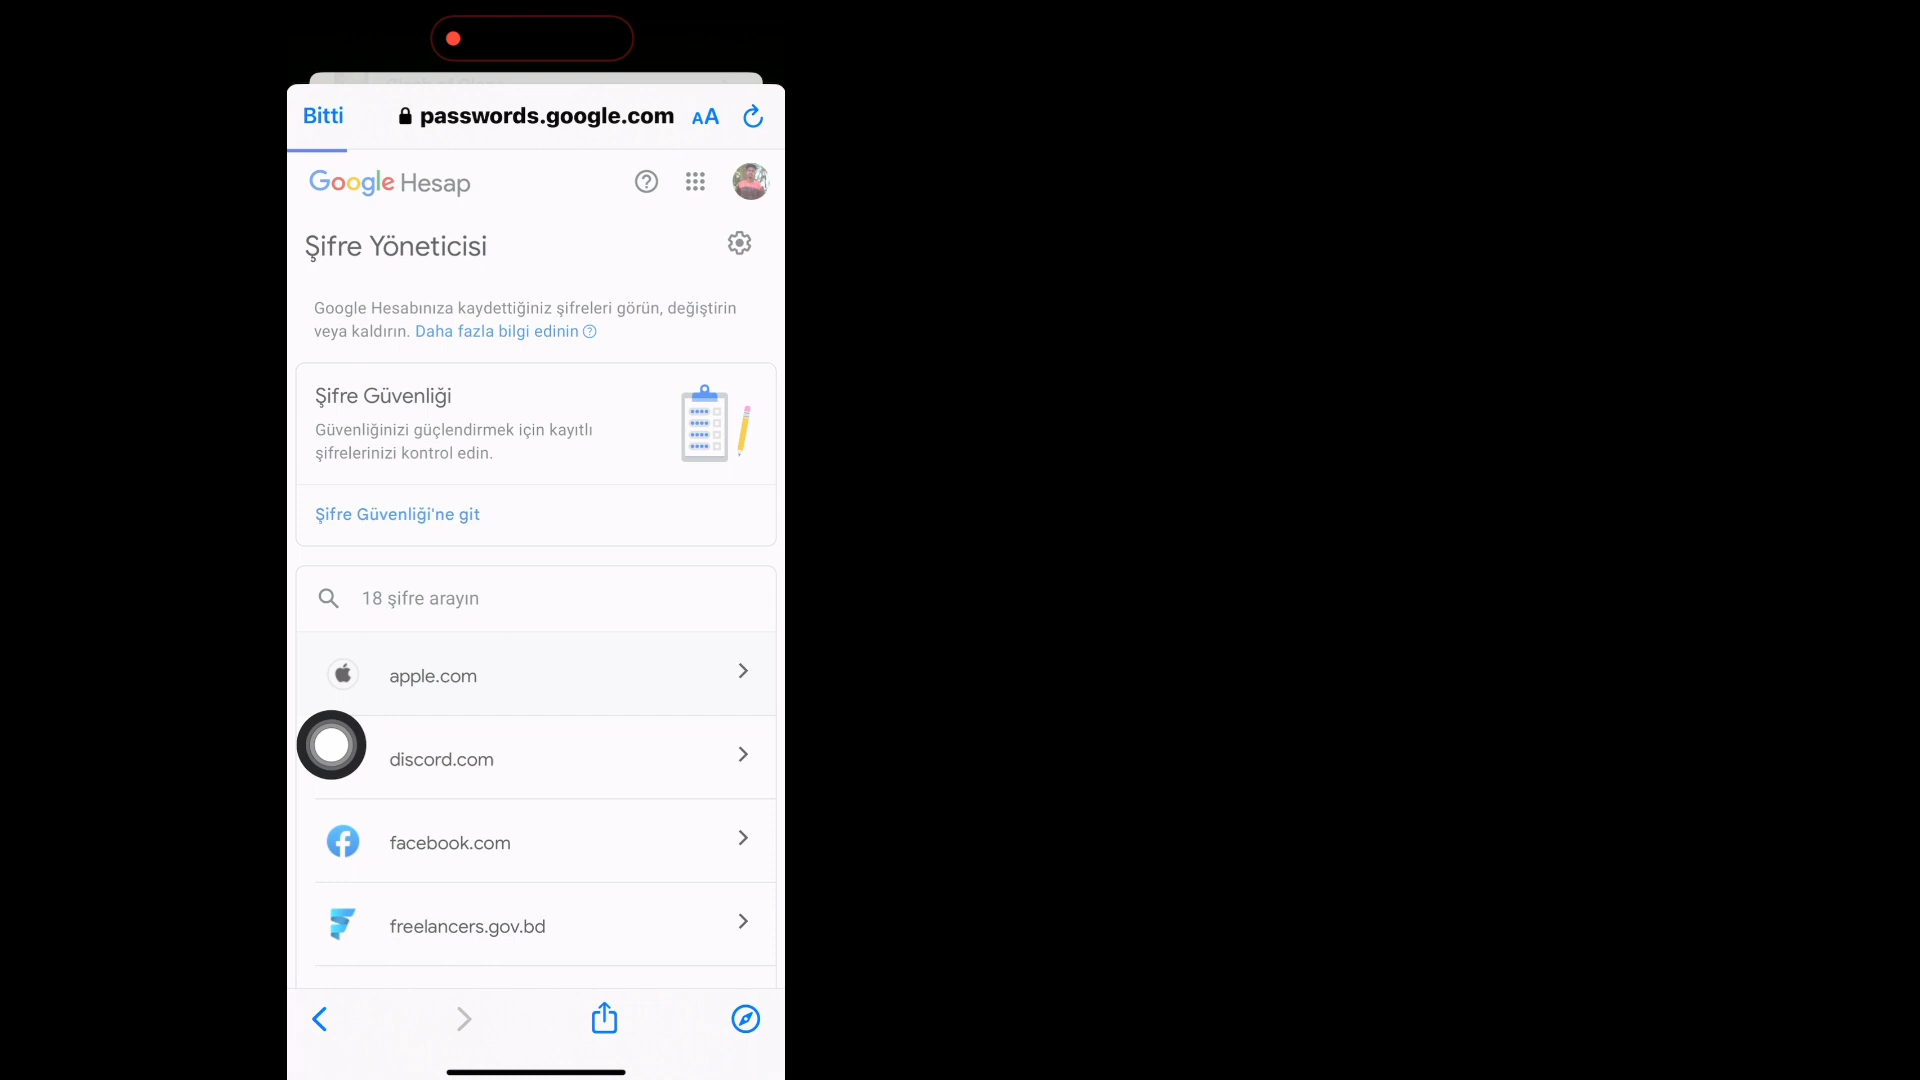 Bitti
passwords.google.com
AA
Google Hesap
Şifre Yöneticisi
Google Hesabınıza kaydettiğiniz şifreleri görün, değiştirin
veya kaldırın. Daha fazla bilgi edinin
Şifre Güvenliği
Güvenliğinizi güçlendirmek için kayıtlı
şifrelerinizi kontrol edin.
Şifre Güvenliği'ne git
18 şifre arayın
apple.com
discord.com
facebook.com
freelancers.gov.bd